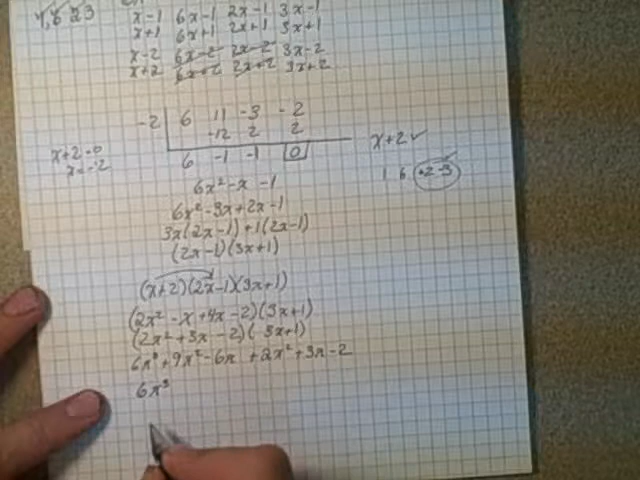 x-1 6x-1 2x-1 3x-1
x+1 6x+1 2x+1 3x+1
x-2 6x-2 2x-2 3x-2
x+2 6x+2 2x+2 3x+2
-2 | 6 11 -3 -2
-12 2 2
6 -1 -1 0
x+2=0
x=-2
x+2 ✓
1 6 2 3
6x²-x-1
6x²-3x+2x-1
3x(2x-1)+1(2x-1)
(2x-1)(3x+1)
(x+2)(2x-1)(3x+1)
(2x²-x+4x-2)(3x+1)
(2x²+3x-2)(3x+1)
6x³+9x²-6x+2x²+3x-2
6x³